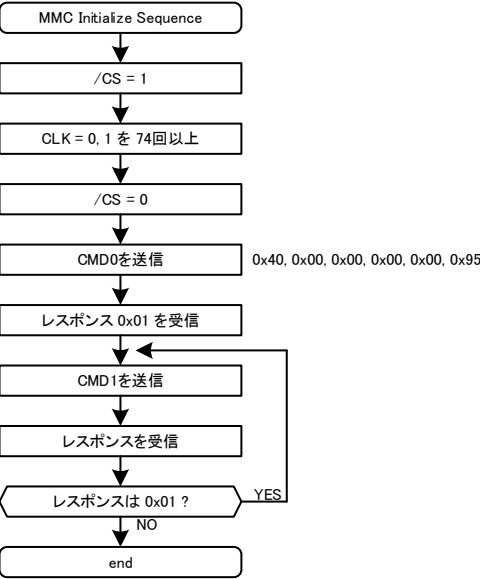 MMC Initialize Sequence
/CS = 1
CLK = 0, 1 を 74回以上
/CS = 0
CMD0を送信
0x40, 0x00, 0x00, 0x00, 0x00, 0x95
レスポンス 0x01 を受信
CMD1を送信
レスポンスを受信
レスポンスは 0x01 ?
YES
NO
end